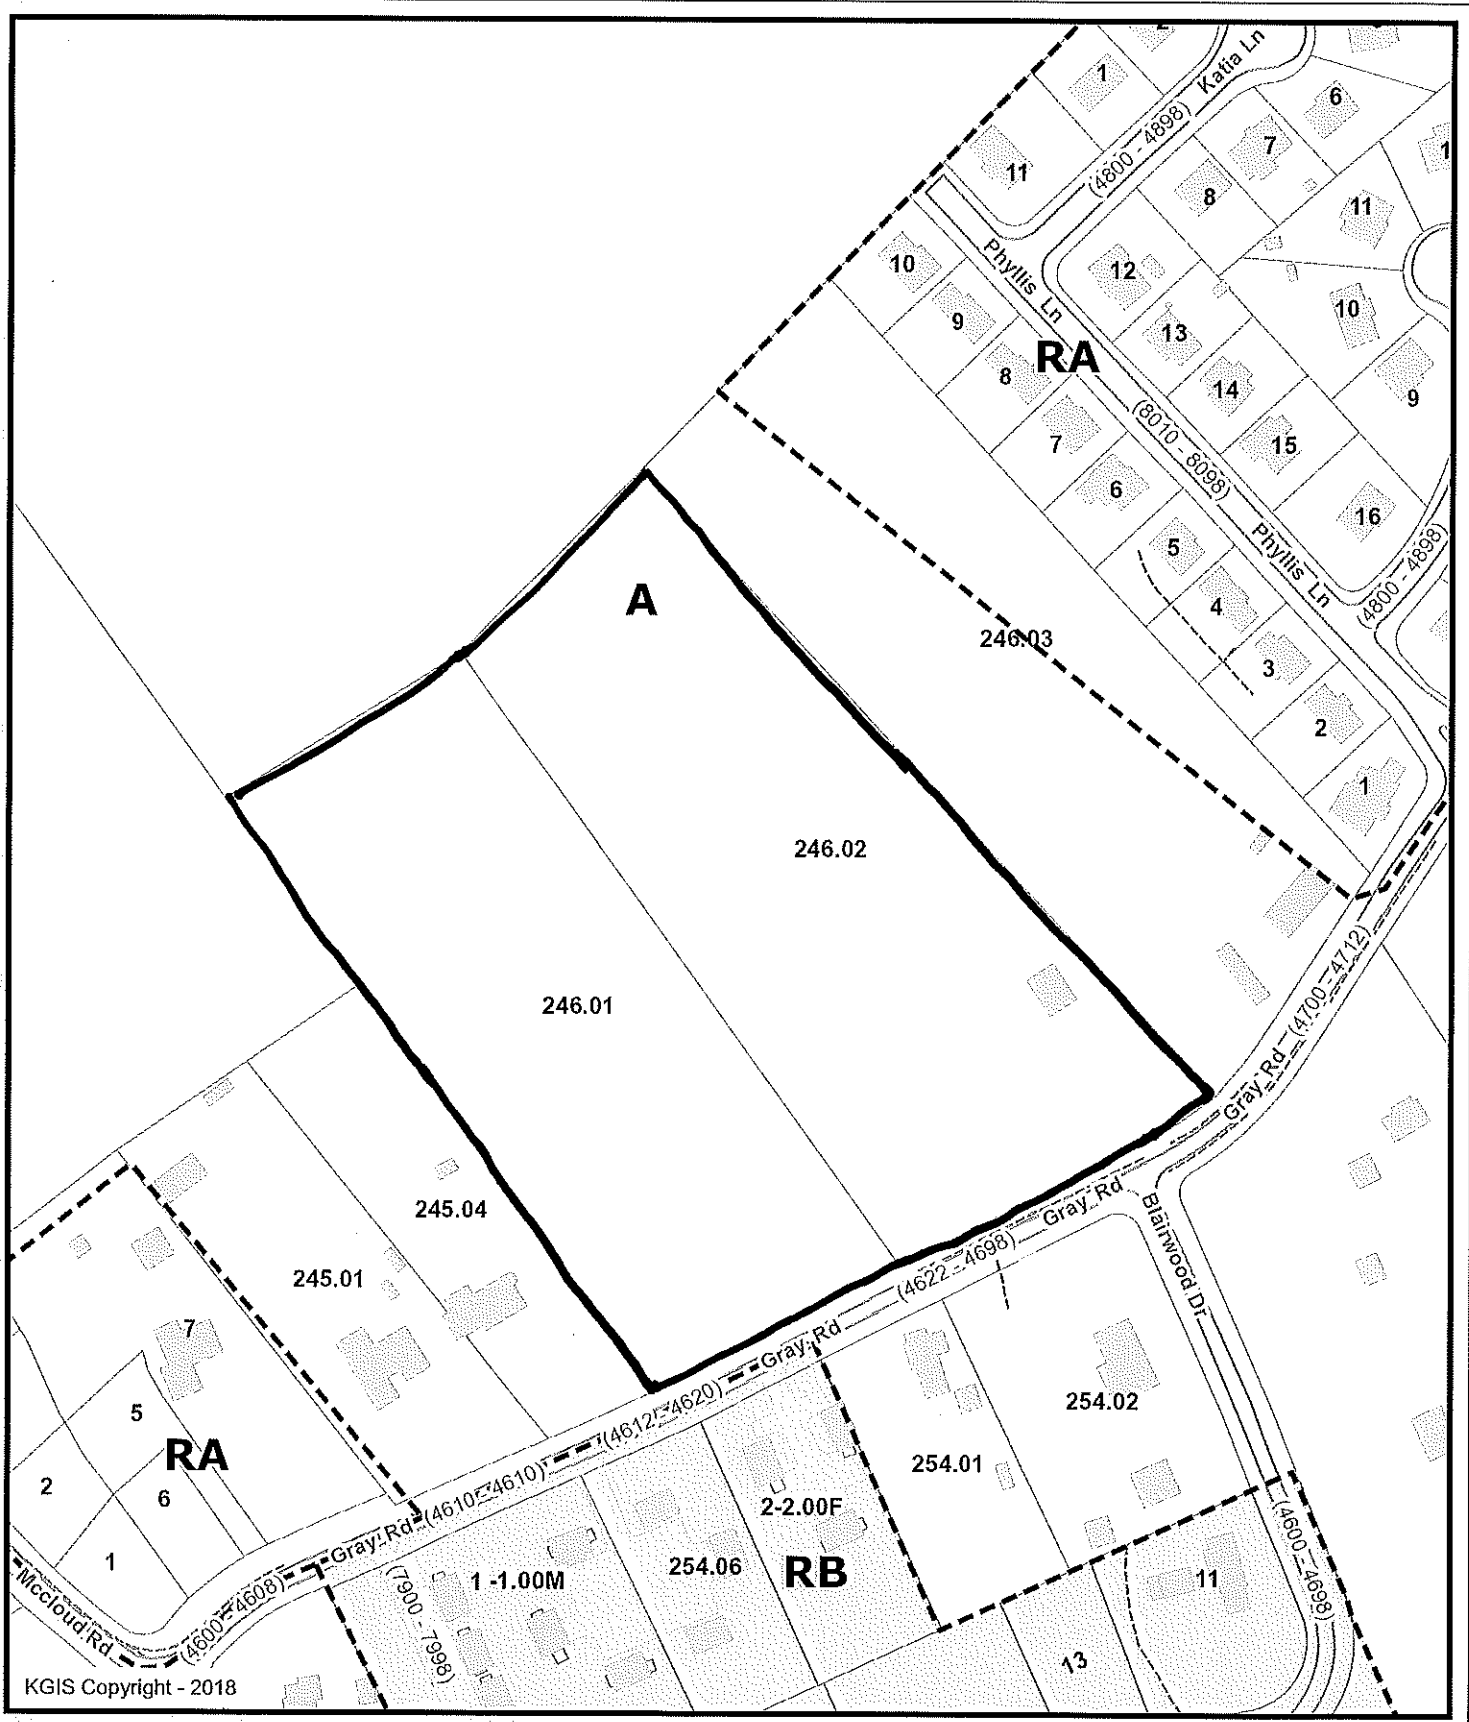 1
Katia Ln
6
(4800 - 4898)
7
11
8
11
10
Phyllis Ln
12
9
13
10
RA
8
14
9
7
(8010 - 8098)
15
6
16
5
Phyllis Ln
(4800 - 4898)
A
4
246.03
3
2
1
246.02
246.01
(4700 - 4712)
Gray Rd
245.04
Gray Rd
Blairwood Dr
(4622 - 4698)
245.01
7
Gray Rd
254.02
5
(4612 - 4620)
RA
254.01
2
6
(4610 - 4610)
2-2.00F
Gray Rd
1
254.06
RB
1 -1.00M
11
(4600 - 4698)
Mccloud Rd
(4600 - 4608)
(7900 - 7998)
13
KGIS Copyright - 2018